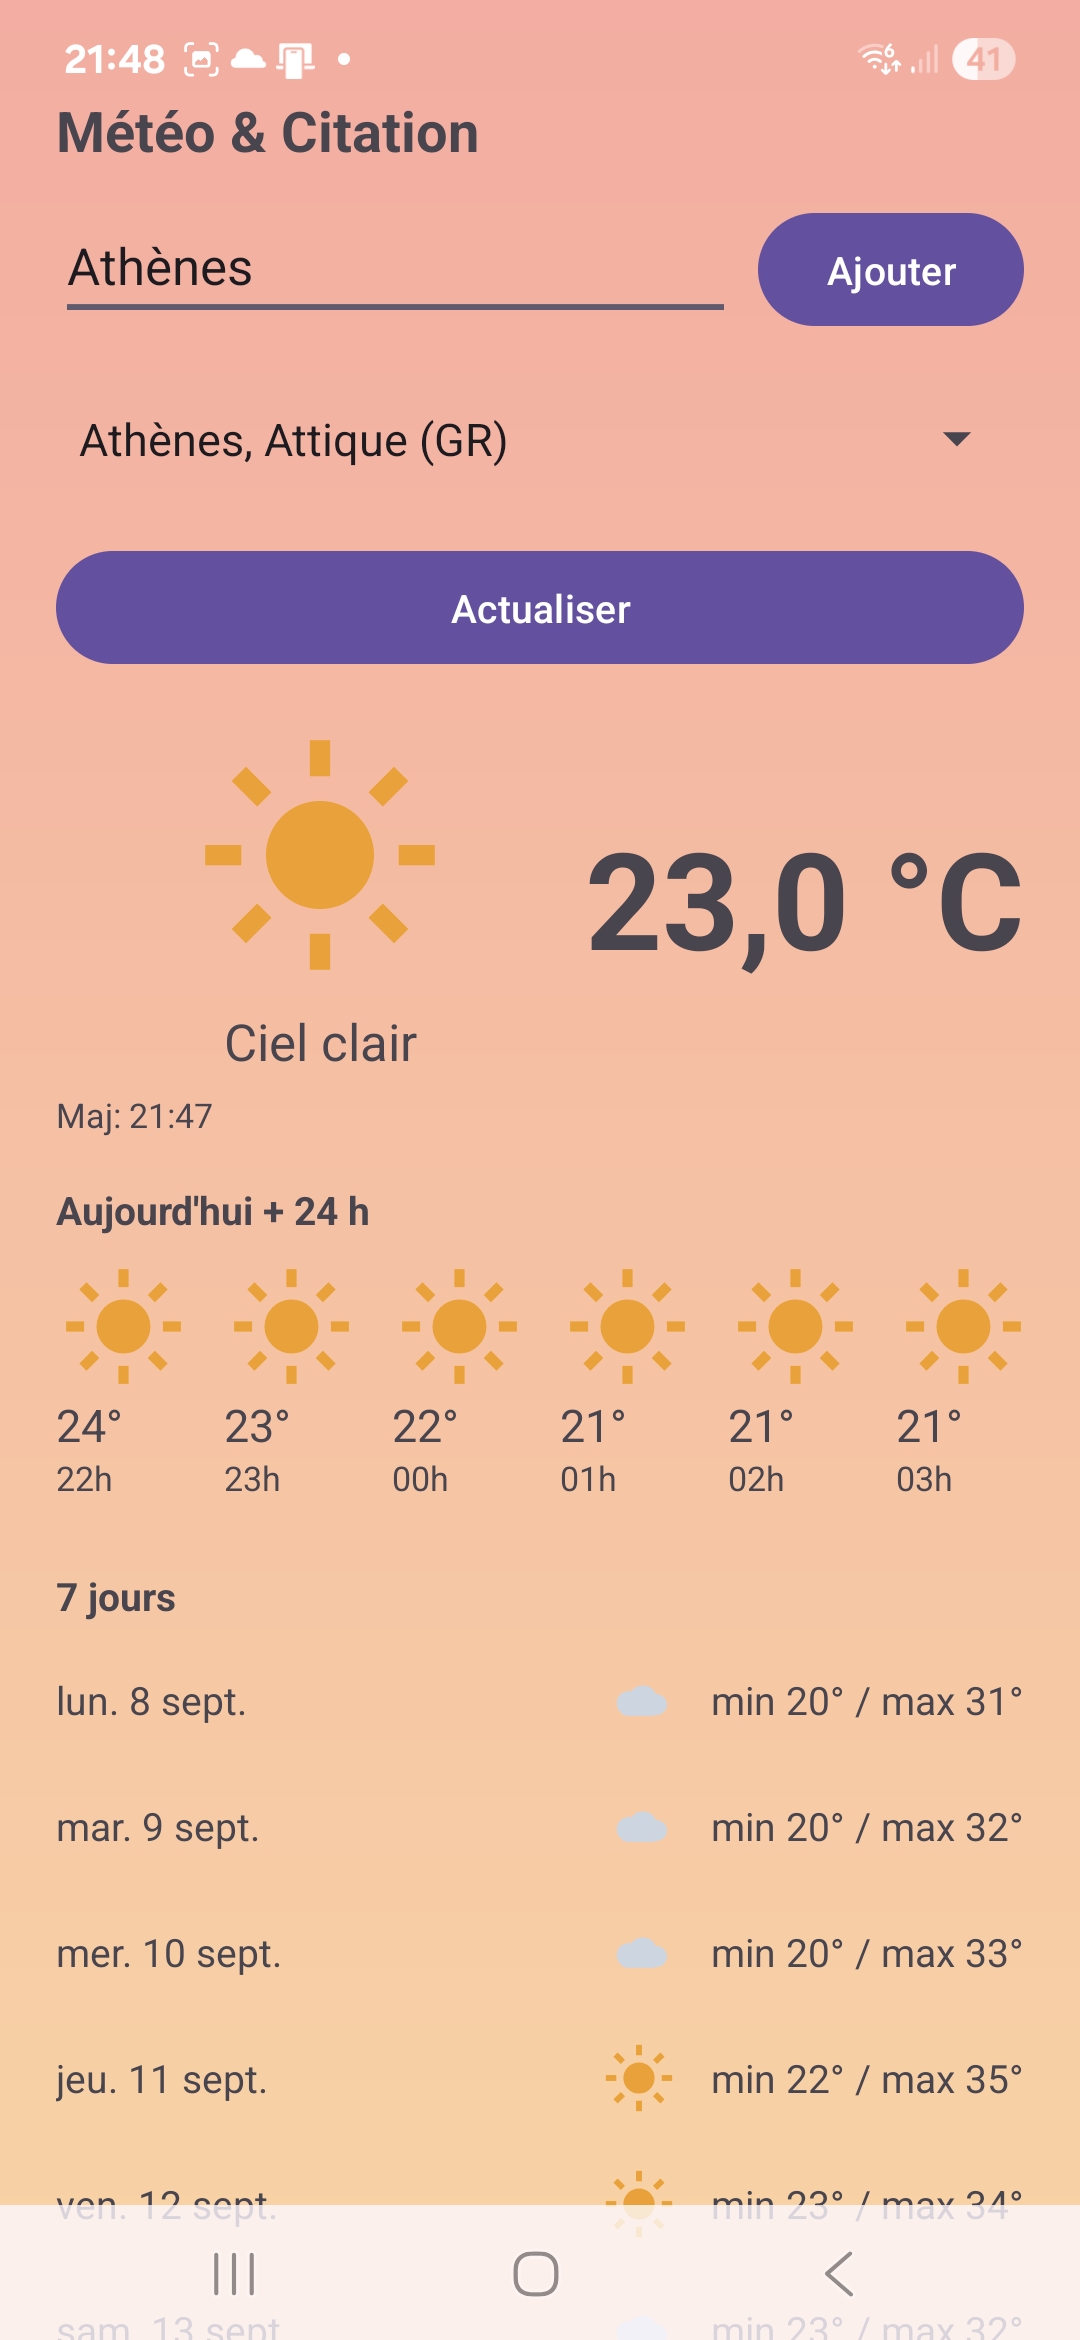 21:48
6
41
Météo & Citation
Athènes
Ajouter
Athènes, Attique (GR)
Actualiser
23,0 °C
Ciel clair
Maj: 21:47
Aujourd'hui + 24 h
24° 23° 22° 21° 21° 21°
22h 23h 00h 01h 02h 03h
7 jours
lun. 8 sept. min 20° / max 31°
mar. 9 sept. min 20° / max 32°
mer. 10 sept. min 20° / max 33°
jeu. 11 sept. min 22° / max 35°
ven. 12 sept. min 23° / max 34°
sam. 13 sept. min 23° / max 32°